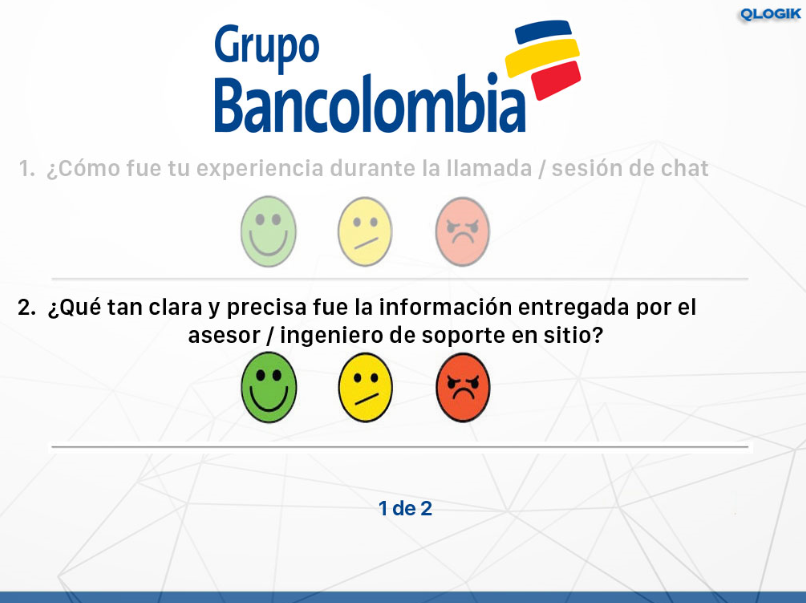 QLOGIK
Grupo
Bancolombia
1. ¿Cómo fue tu experiencia durante la llamada / sesión de chat
2. ¿Qué tan clara y precisa fue la información entregada por el
asesor / ingeniero de soporte en sitio?
1 de 2